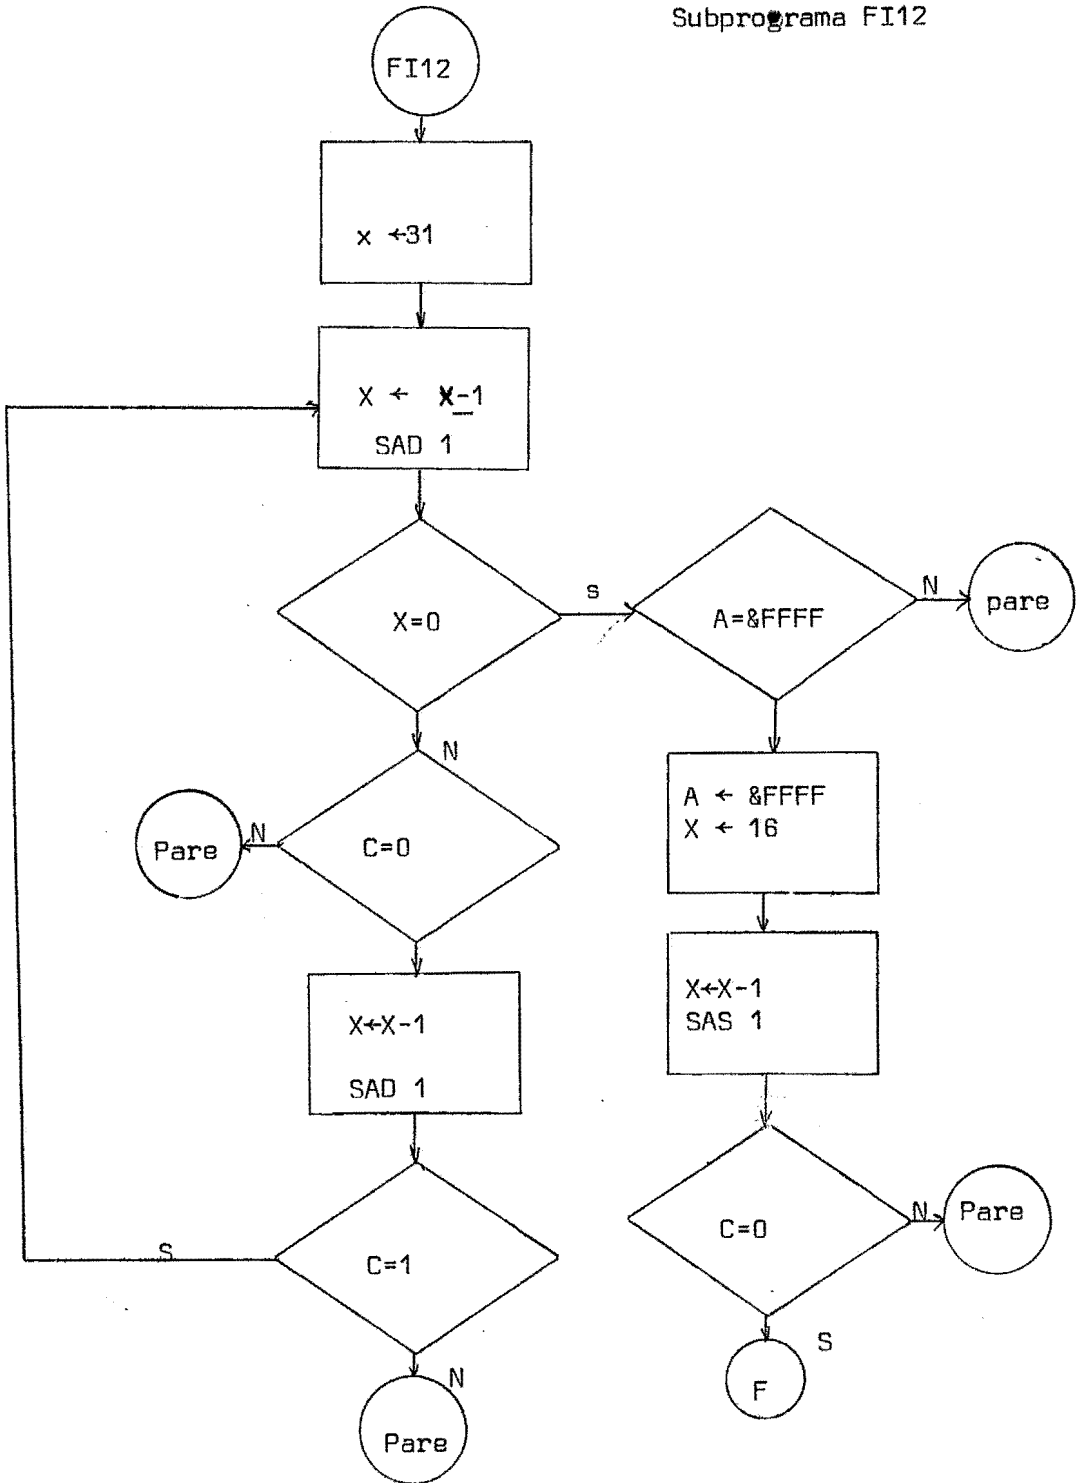 Subprograma FI12
FI12
x ←31
X ← X-1
SAD 1
X=0
s
A=&FFFF
N
pare
N
C=0
N
Pare
A ← &FFFF
X ← 16
X←X-1
SAD 1
X←X-1
SAS 1
C=1
S
N
Pare
C=0
N
Pare
S
F